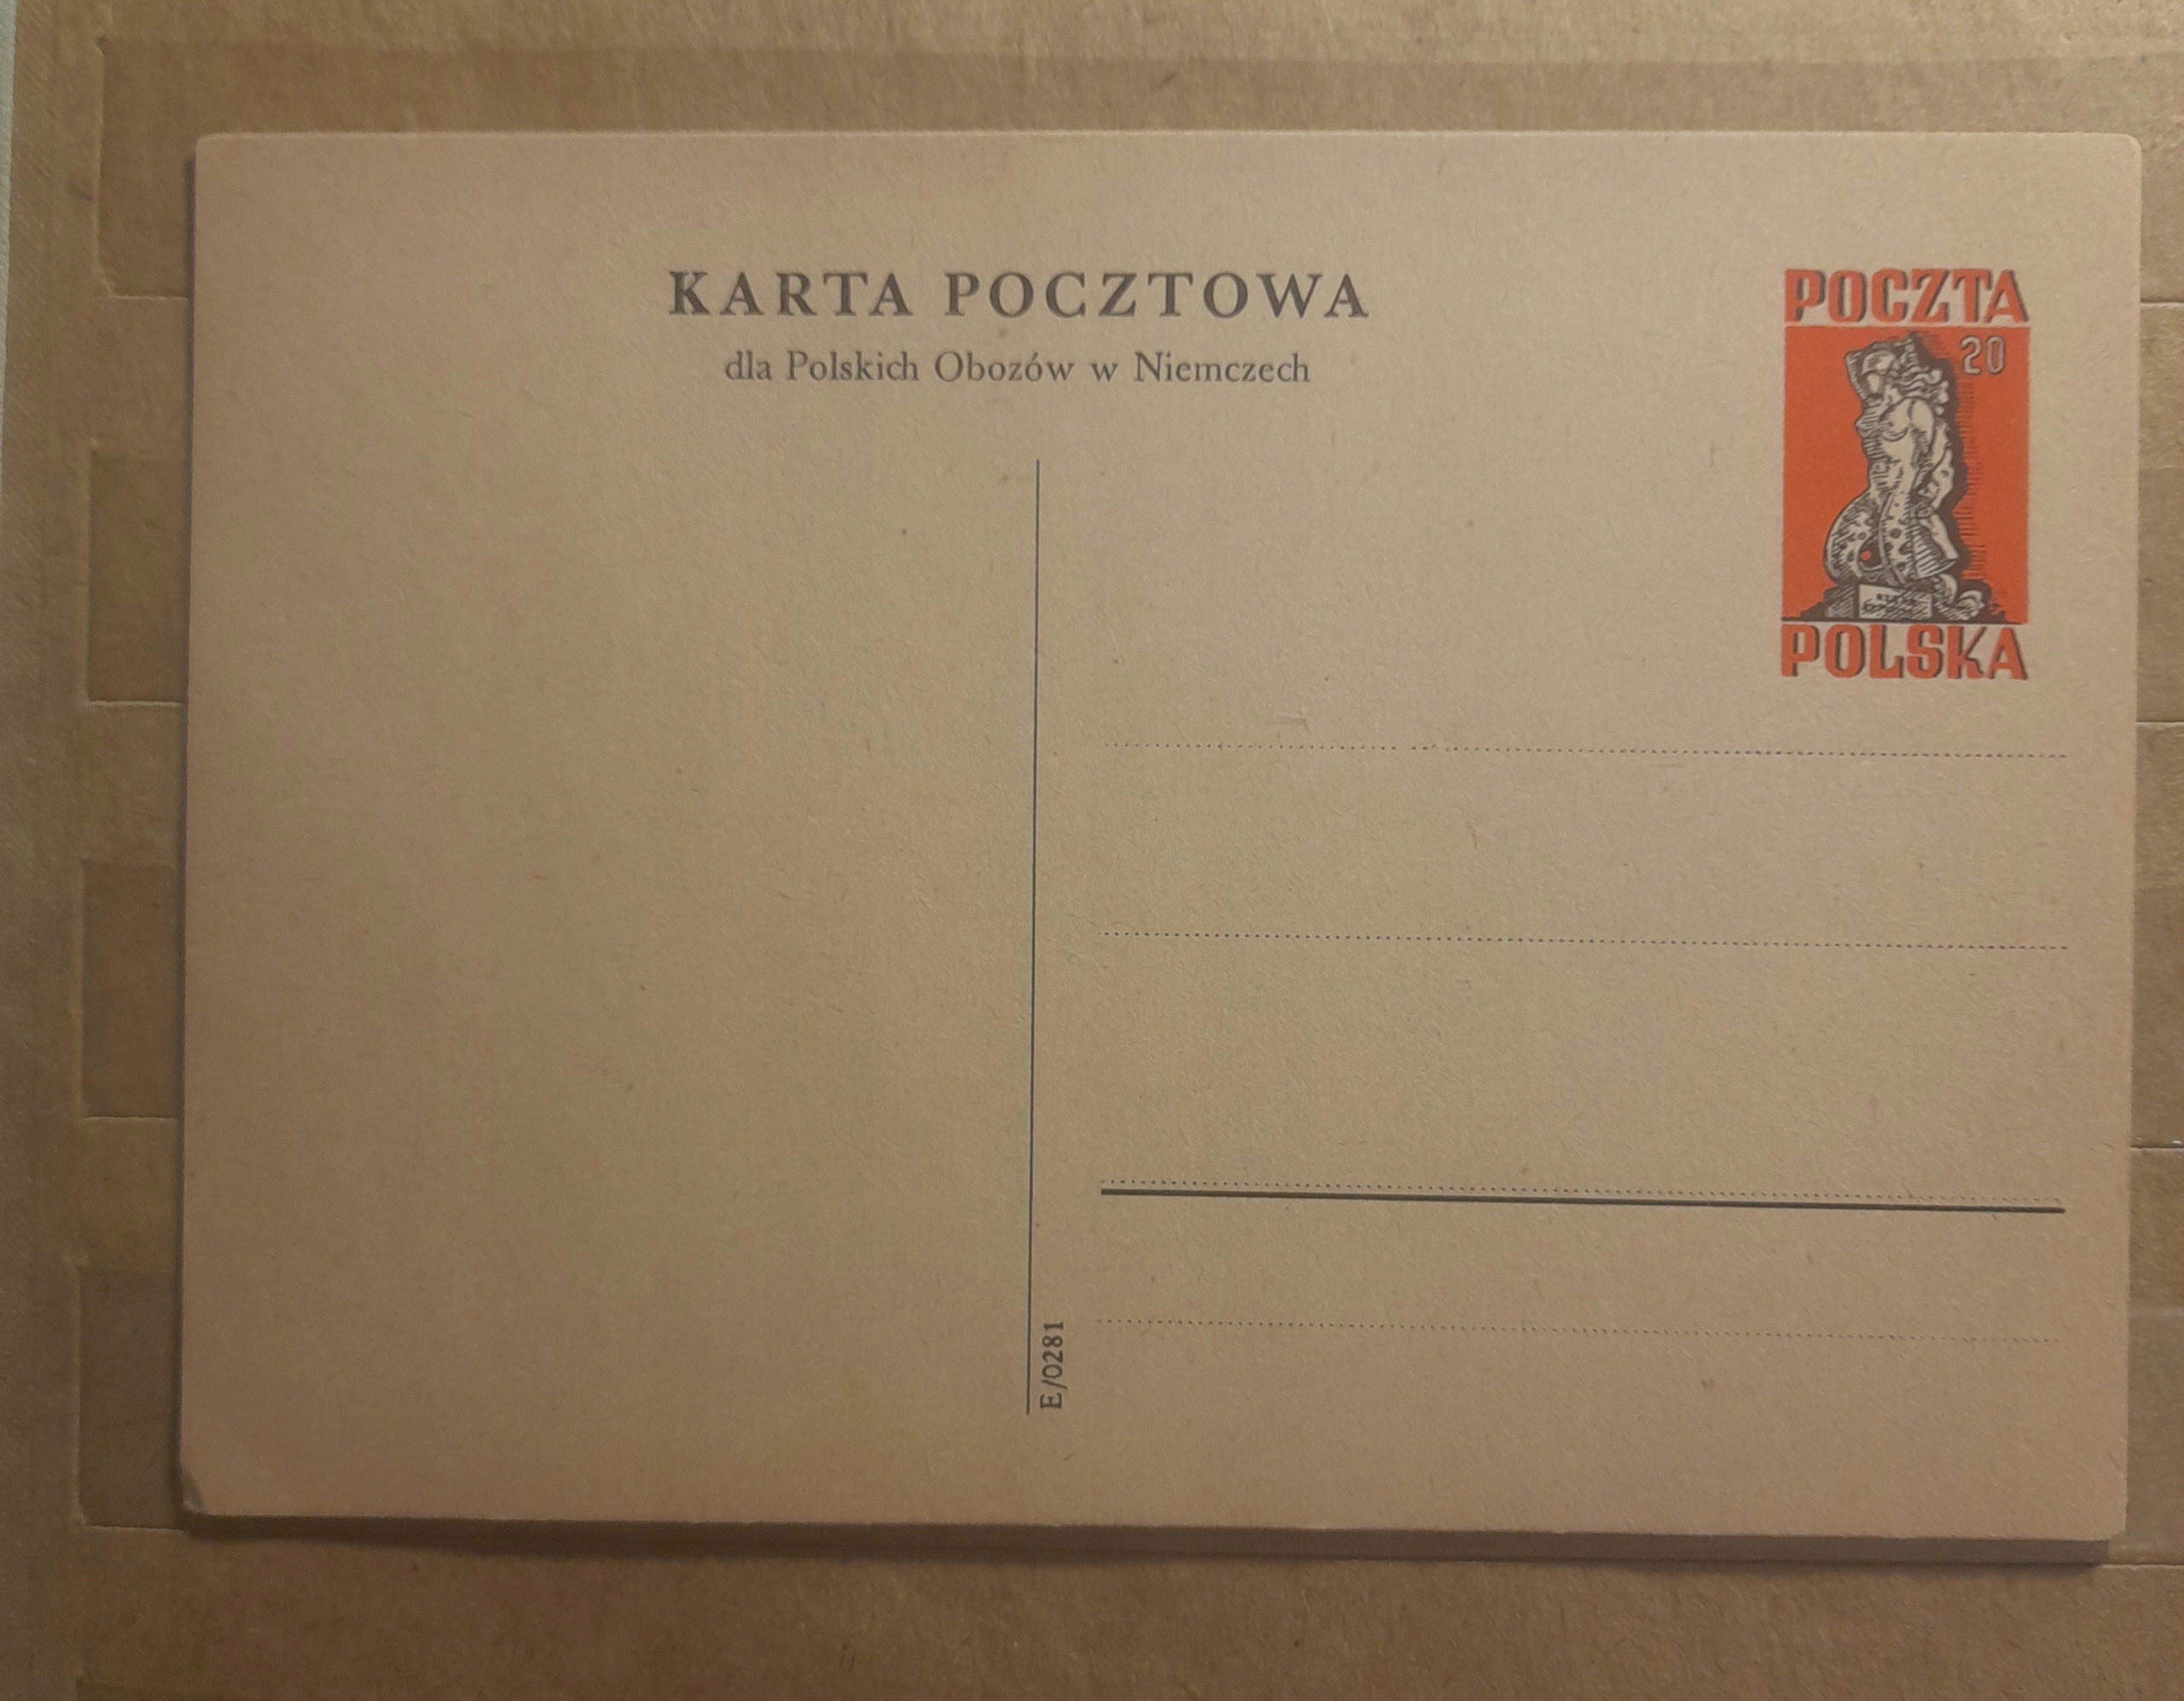 KARTA POCZTOWA
dla Polskich Obozów w Niemczech
POCZTA
20
POLSKA
E/0281